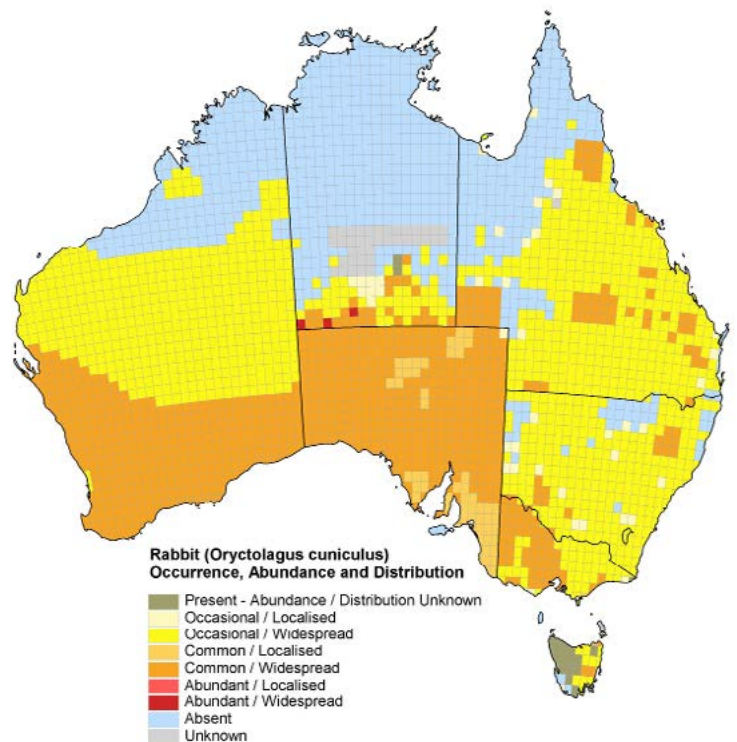 Rabbit (Oryctolagus cuniculus)
Occurrence, Abundance and Distribution
Present - Abundance / Distribution Unknown
Occasional / Localised
Occasional / Widespread
Common / Localised
Common / Widespread
Abundant / Localised
Abundant / Widespread
Absent
Unknown